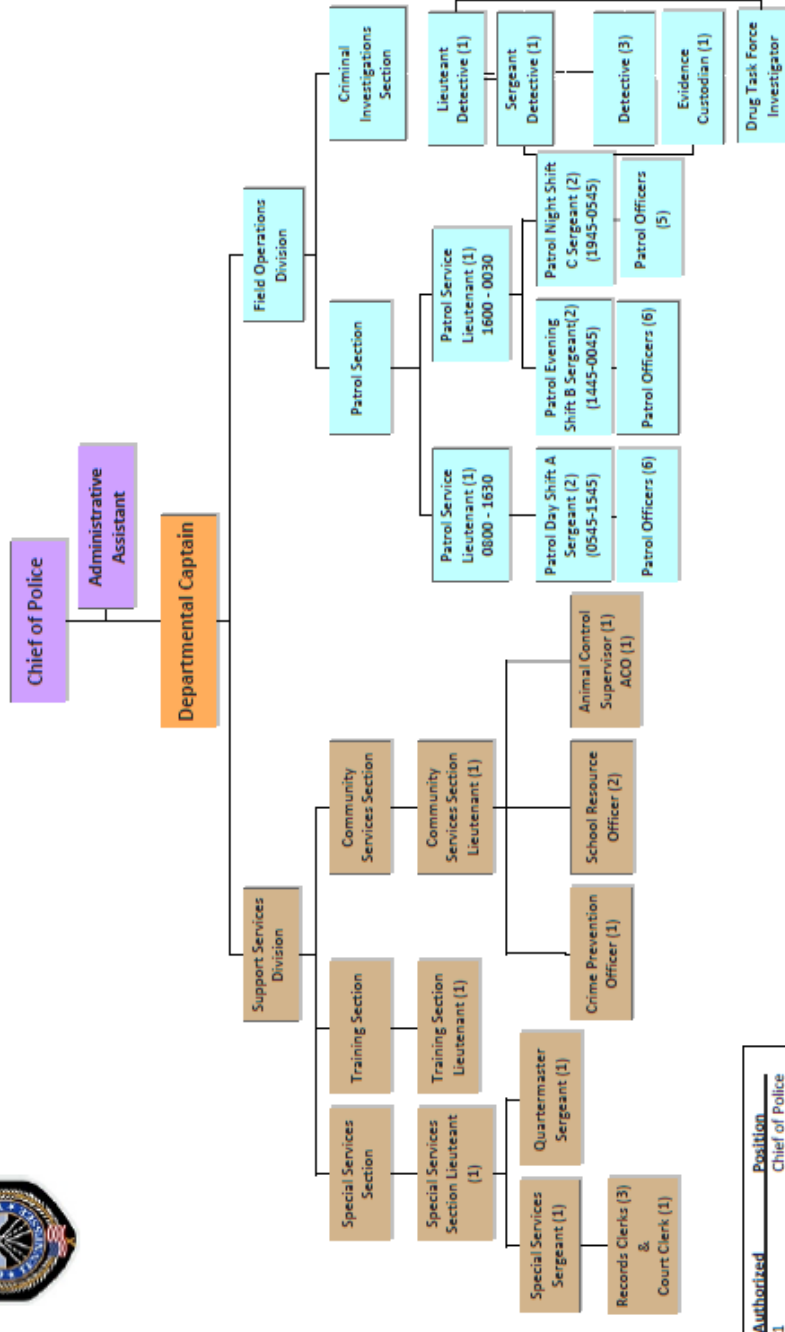 Chief of Police
Administrative
Assistant
Departmental Captain
Support Services
Division
Field Operations
Division
Special Services
Section
Training Section
Community
Services Section
Patrol Section
Criminal
Investigations
Section
Special Services
Section Lieuteant
(1)
Training Section
Lieutenant (1)
Community
Services Section
Lieutenant (1)
Patrol Service
Lieutenant (1)
0800 - 1630
Patrol Service
Lieutenant (1)
1600 - 0030
Lieuteant
Detective (1)
Sergeant
Detective (1)
Special Services
Sergeant (1)
Quartermaster
Sergeant (1)
Crime Prevention
Officer (1)
School Resource
Officer (2)
Animal Control
Supervisor (1)
ACO (1)
Patrol Day Shift A
Sergeant (2)
(0545-1545)
Patrol Evening
Shift B Sergeant(2)
(1445-0045)
Patrol Night Shift
C Sergeant (2)
(1945-0545)
Detective (3)
Records Clerks (3)
&
Court Clerk (1)
Patrol Officers (6)
Patrol Officers (6)
Patrol Officers
(5)
Evidence
Custodian (1)
Drug Task Force
Investigator
Authorized Position
1 Chief of Police